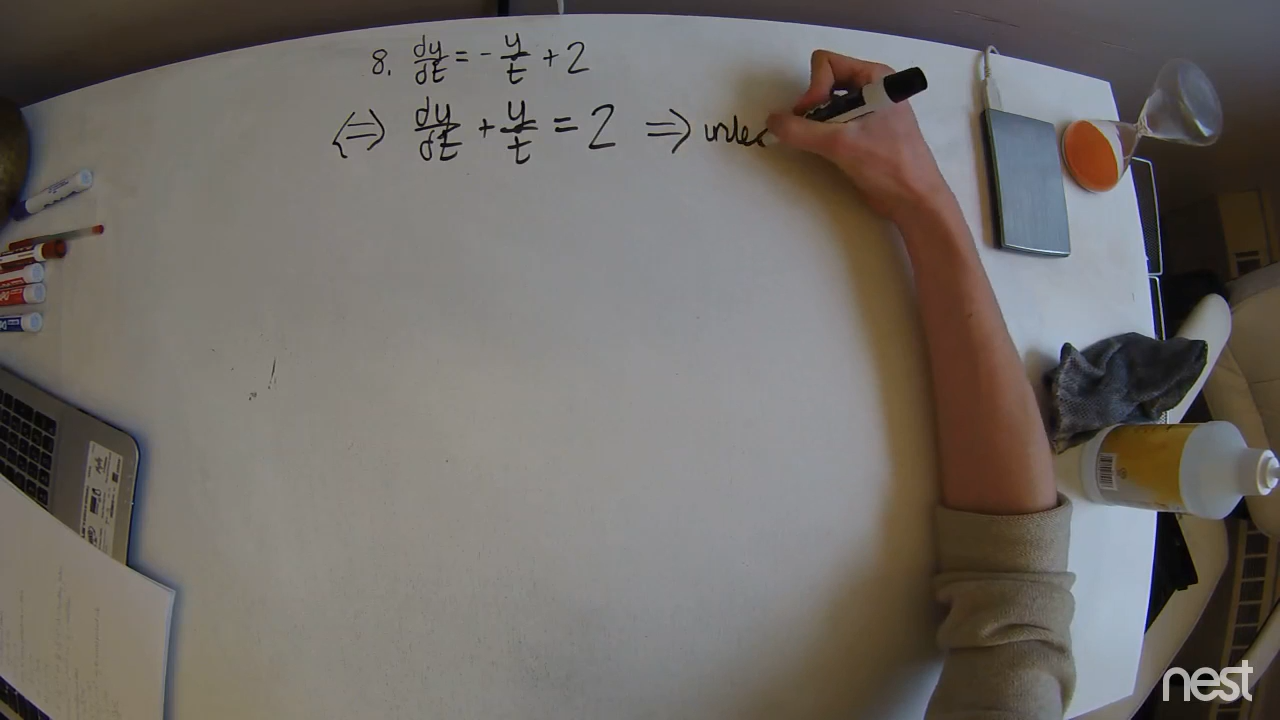 8. dy/dt = - y/t + 2
⇔ dy/dt + y/t = 2 ⇒
nest